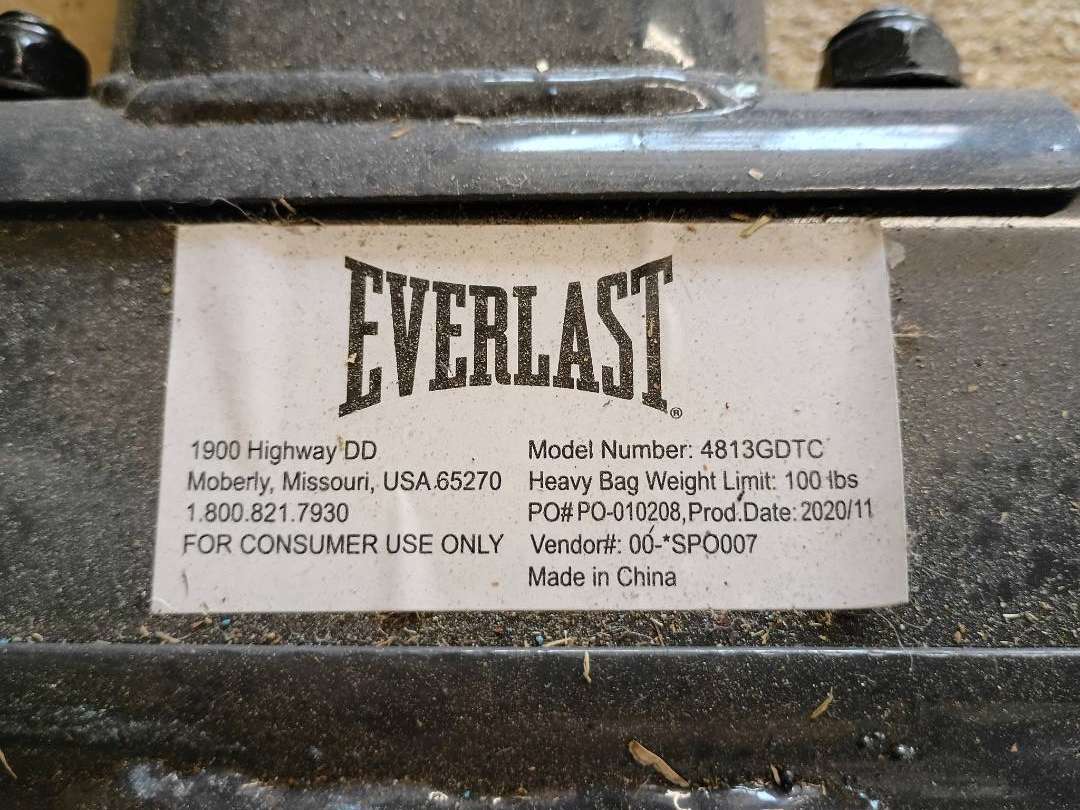 EVERLAST®
1900 Highway DD
Moberly, Missouri, USA.65270
1.800.821.7930
FOR CONSUMER USE ONLY
Model Number: 4813GDTC
Heavy Bag Weight Limit: 100 lbs
PO# PO-010208,Prod.Date: 2020/11
Vendor#: 00-*SPO007
Made in China